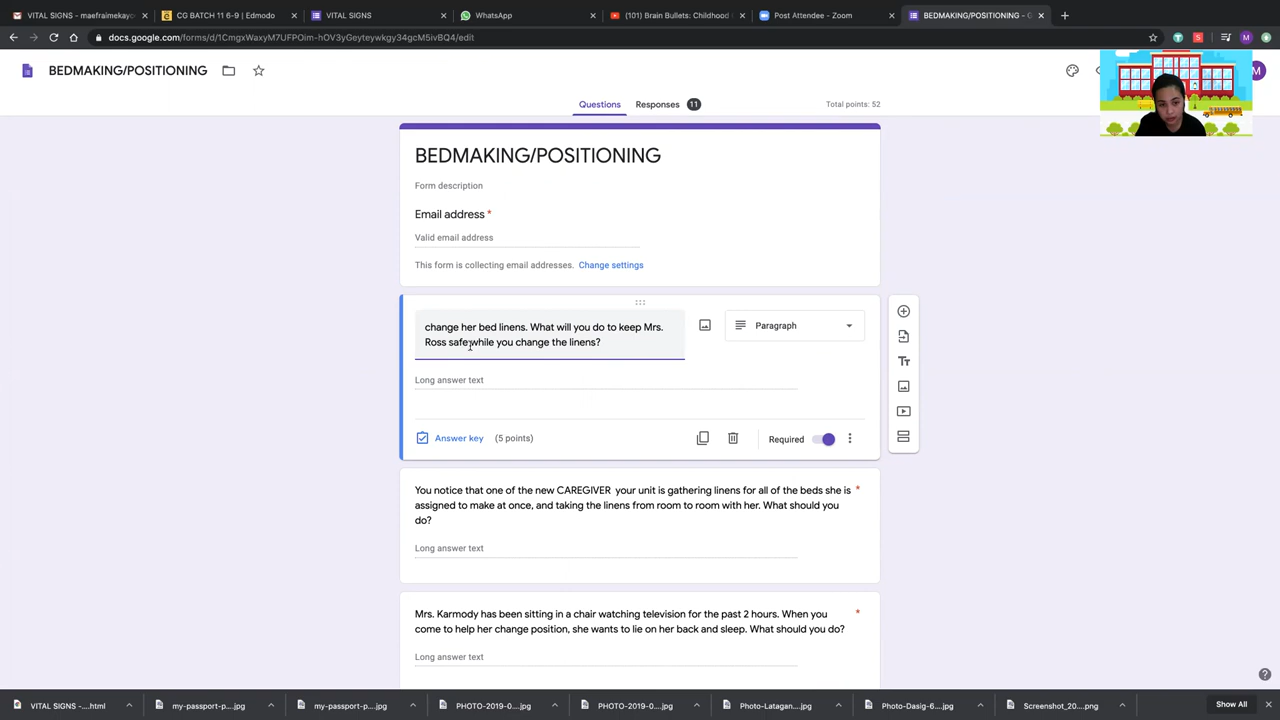 VITAL SIGNS - maefraimekayo
CG BATCH 11 6-9 | Edmodo
VITAL SIGNS
WhatsApp
(101) Brain Bullets: Childhood
Post Attendee - Zoom
BEDMAKING/POSITIONING - G
docs.google.com/forms/d/1CmgxWaxyM7UFPOim-hOV3yGeyteywkgy34gcM5ivBQ4/edit
BEDMAKING/POSITIONING
Questions
Responses 11
Total points: 52
BEDMAKING/POSITIONING
Form description
Email address *
Valid email address
This form is collecting email addresses. Change settings
change her bed linens. What will you do to keep Mrs.
Ross safe while you change the linens?
Paragraph
Long answer text
Answer key (5 points)
Required
You notice that one of the new CAREGIVER your unit is gathering linens for all of the beds she is *
assigned to make at once, and taking the linens from room to room with her. What should you
do?
Long answer text
Mrs. Karmody has been sitting in a chair watching television for the past 2 hours. When you *
come to help her change position, she wants to lie on her back and sleep. What should you do?
Long answer text
VITAL SIGNS -....html
my-passport-p....jpg
my-passport-p....jpg
PHOTO-2019-0....jpg
PHOTO-2019-0....jpg
Photo-Latagan....jpg
Photo-Dasig-6....jpg
Screenshot_20....png
Show All